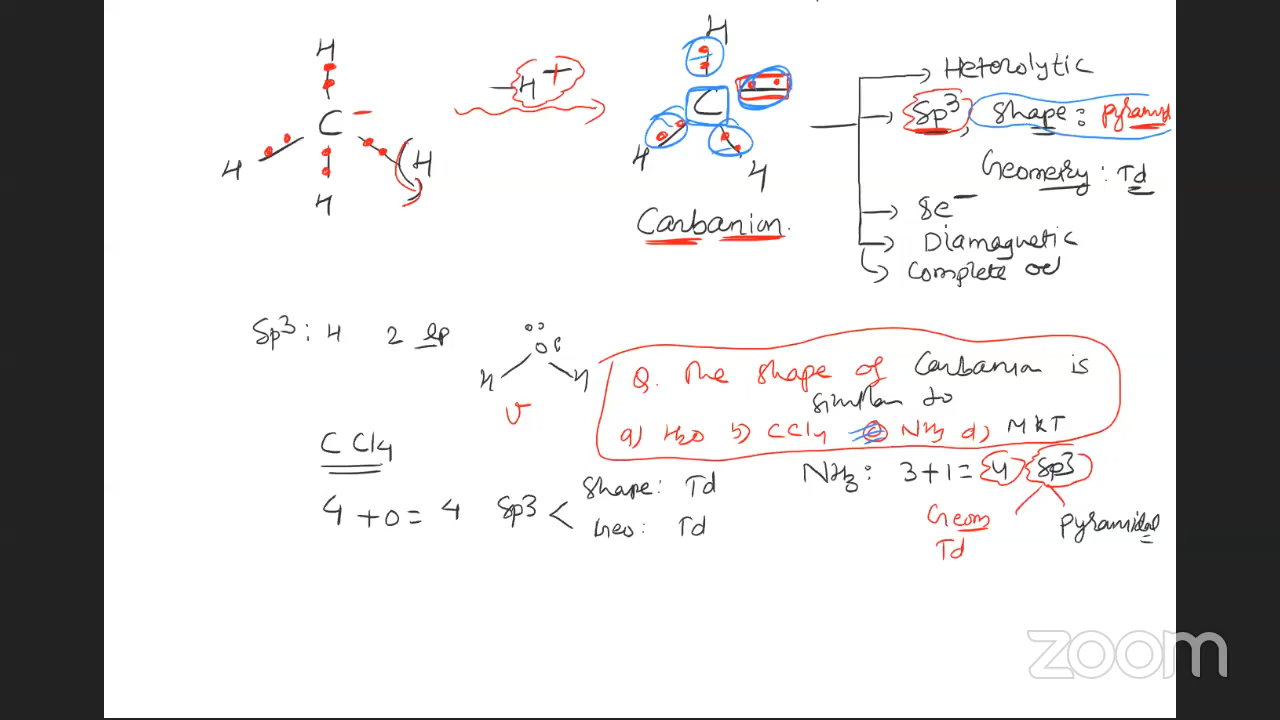 H
H
C
H
H
H
-H+
H
C
H
H
Carbanion.
Heterolytic
Sp3, Shape: pyramid
Geometry: Td
8e-
Diamagnetic
Complete
Sp3: 4 2 lp
H O H
V
Q. The shape of Carbanion is
similar to
a) H2O b) CCl4 c) NH3 d) MKT
CCl4
4 + 0 = 4 Sp3
Shape: Td
Geo: Td
NH3: 3+1=4 Sp3
Geom
Td
pyramidal
zoom